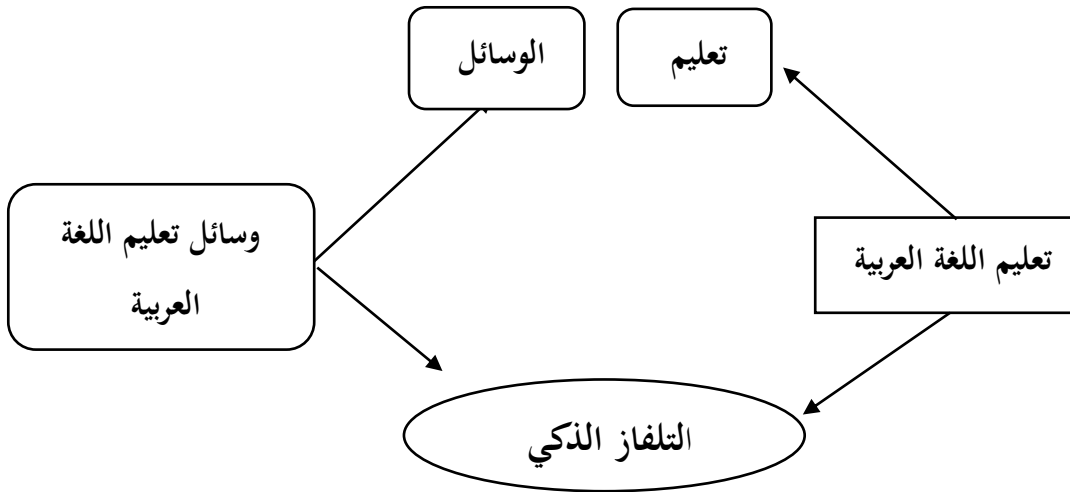 تعليم
الوسائل
تعليم اللغة العربية
وسائل تعليم اللغة
العربية
التلفاز الذكي